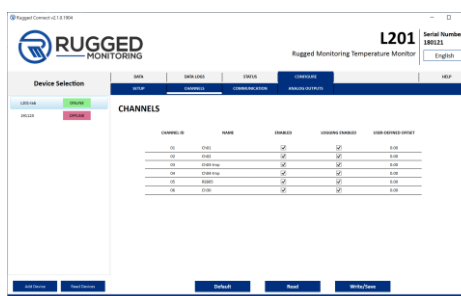 Rugged Connect v2.1.8.1004
RUGGED
MONITORING
L201
Rugged Monitoring Temperature Monitor
Serial Numbe
180121
English
Device Selection
DATA
DATA LOGS
STATUS
CONFIGURE
HELP
SETUP
CHANNELS
COMMUNICATION
ANALOG OUTPUTS
ONLINE
OFFLINE
CHANNELS
CHANNEL ID NAME ENABLED LOGGING ENABLED USER-DEFINED OFFSET
01 Ch01 0.00
02 Ch02 0.00
03 0.00
04 0.00
05 0.00
06 0.00
Add Device
Read Devices
Default
Read
Write/Save